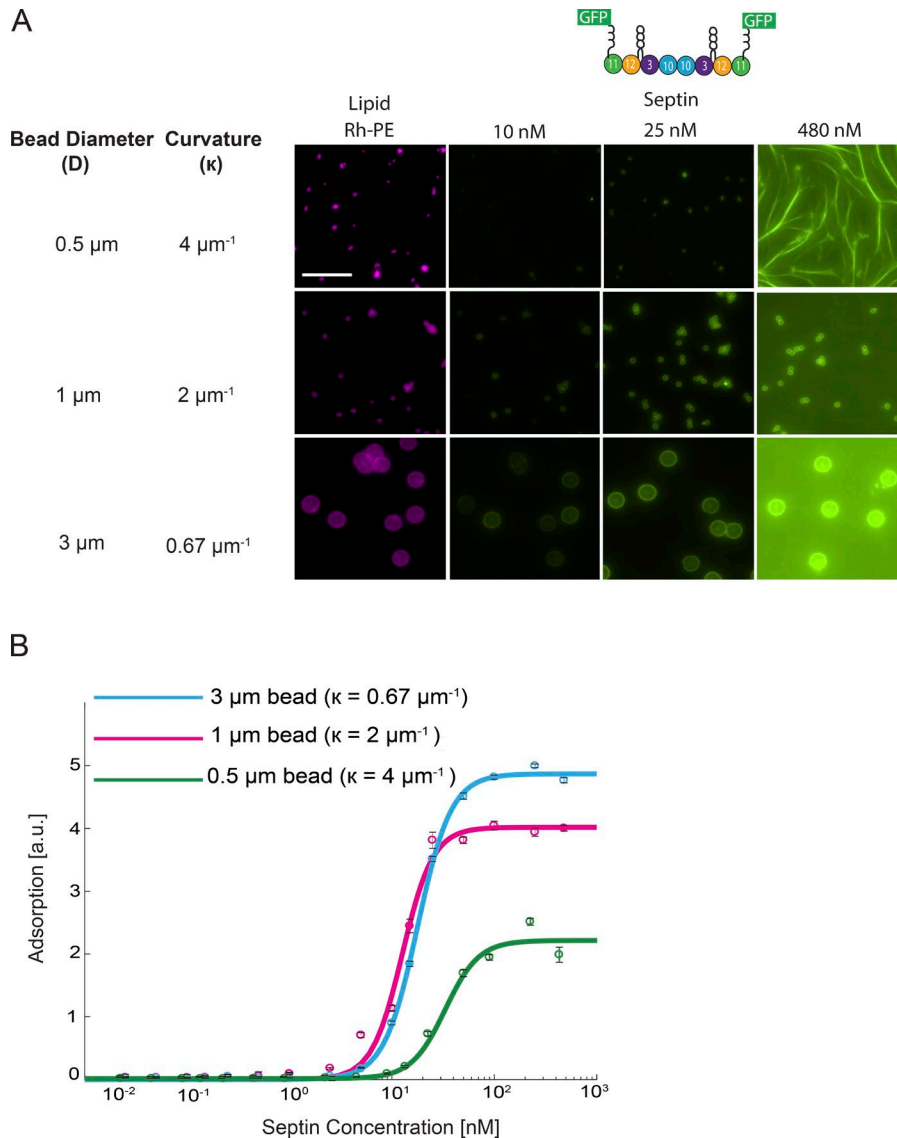 A
GFP GFP
11 12 3 10 10 3 12 11
Lipid Septin
Rh-PE 10 nM 25 nM 480 nM
Bead Diameter Curvature
(D) (κ)
0.5 µm 4 µm⁻¹
1 µm 2 µm⁻¹
3 µm 0.67 µm⁻¹
B
3 µm bead (κ = 0.67 µm⁻¹)
1 µm bead (κ = 2 µm⁻¹)
0.5 µm bead (κ = 4 µm⁻¹)
5
4
3
2
1
0
Adsorption [a.u.]
10⁻² 10⁻¹ 10⁰ 10¹ 10² 10³
Septin Concentration [nM]